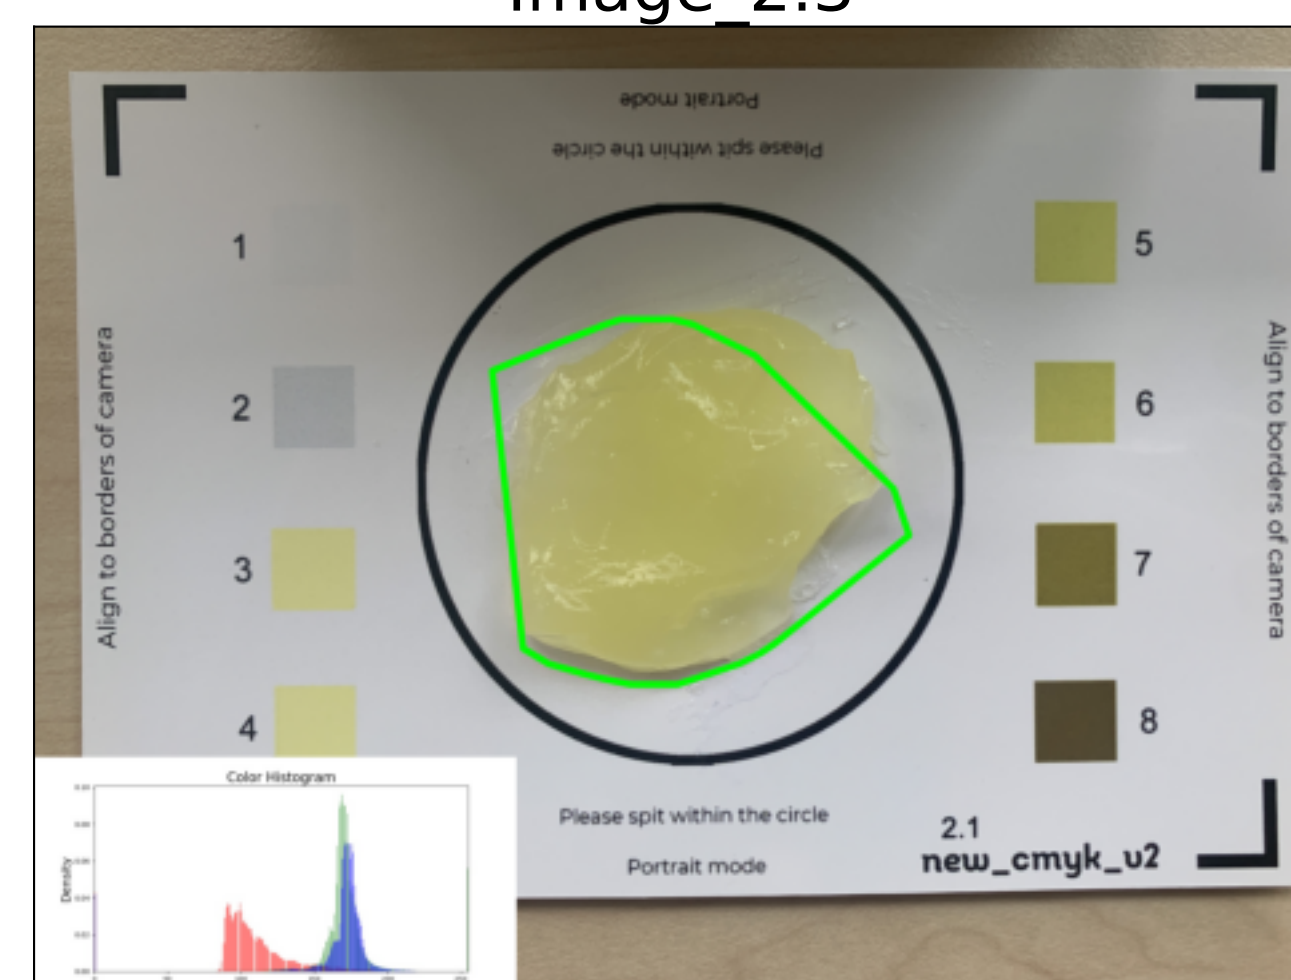 image_2.3
Portrait mode
Please spit within the circle
1
2
3
4
5
6
7
8
Align to borders of camera
Align to borders of camera
Color Histogram
Density
Please spit within the circle
Portrait mode
2.1
new_cmyk_v2